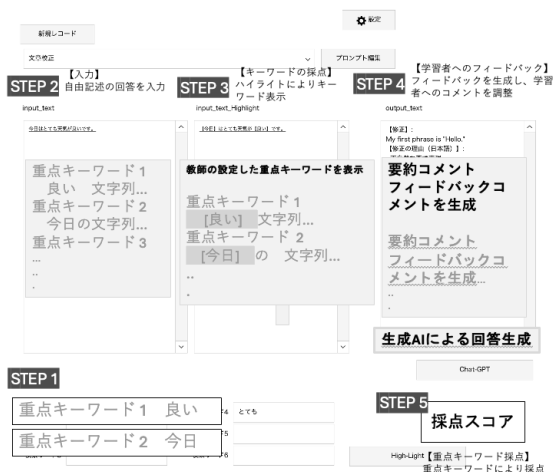 新規レコード
設定
文章校正
プロンプト編集
STEP 2
【入力】
自由記述の回答を入力
STEP 3
【キーワードの採点】
ハイライトによりキー
ワード表示
STEP 4
【学習者へのフィードバック】
フィードバックを生成し、学習
者へのコメントを調整
input_text
input_text_Highlight
output_text
今日はとても天気が良いです。
【今日】はとても天気が【良い】です。
【修正】:
My first phrase is "Hello."
【修正の理由（日本語）】:
重点キーワード1
良い 文字列...
重点キーワード2
今日の文字列...
重点キーワード3
...
..
.
教師の設定した重点キーワードを表示
重点キーワード 1
[良い] 文字列...
重点キーワード 2
[今日] の 文字列...
..
.
要約コメント
フィードバックコ
メントを生成
要約コメント
フィードバックコ
メントを生成...
..
.
生成AIによる回答生成
Chat-GPT
STEP 1
重点キーワード1 良い
重点キーワード2 今日
とても
STEP 5
採点スコア
High-Light
【重点キーワード採点】
重点キーワードにより採点